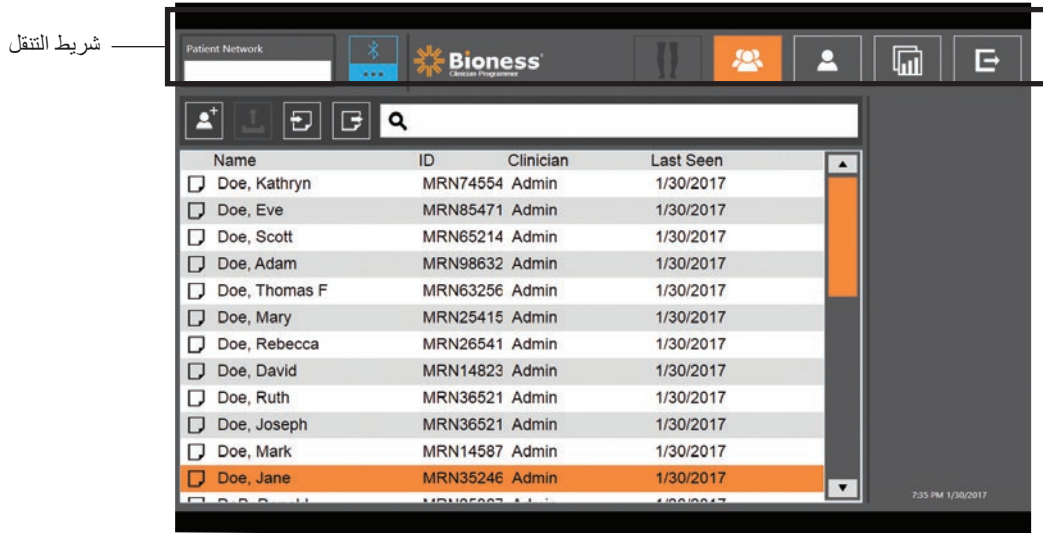 شريط التنقل
Patient Network
Bioness
Clinician Programmer
Name ID Clinician Last Seen
Doe, Kathryn MRN74554 Admin 1/30/2017
Doe, Eve MRN85471 Admin 1/30/2017
Doe, Scott MRN65214 Admin 1/30/2017
Doe, Adam MRN98632 Admin 1/30/2017
Doe, Thomas F MRN63256 Admin 1/30/2017
Doe, Mary MRN25415 Admin 1/30/2017
Doe, Rebecca MRN26541 Admin 1/30/2017
Doe, David MRN14823 Admin 1/30/2017
Doe, Ruth MRN36521 Admin 1/30/2017
Doe, Joseph MRN36521 Admin 1/30/2017
Doe, Mark MRN14587 Admin 1/30/2017
Doe, Jane MRN35246 Admin 1/30/2017
7:35 PM 1/30/2017